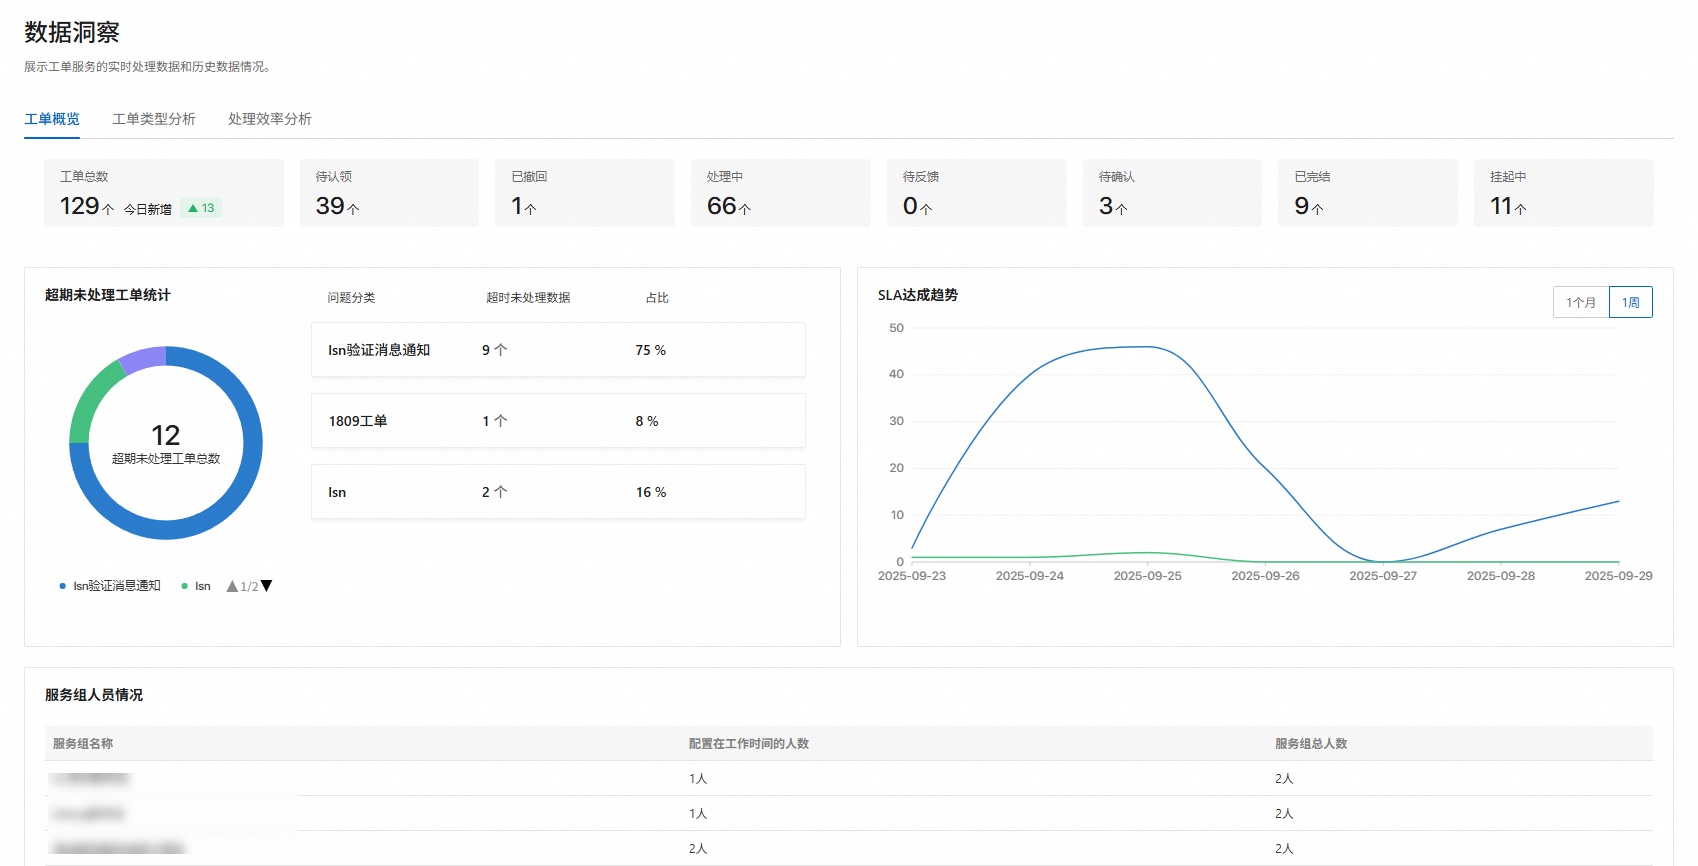 数据洞察
展示工单服务的实时处理数据和历史数据情况。
工单概览 工单类型分析 处理效率分析
工单总数 待认领 已撤回 处理中 待反馈 待确认 已完结 挂起中
129个 今日新增 ▲ 13 39个 1个 66个 0个 3个 9个 11个
超期未处理工单统计
问题分类 超时未处理数据 占比
lsn验证消息通知 9 个 75 %
1809工单 1 个 8 %
lsn 2 个 16 %
12
超期未处理工单总数
lsn验证消息通知 lsn ▲1/2▼
SLA达成趋势
1个月 1周
50
40
30
20
10
0
2025-09-23 2025-09-24 2025-09-25 2025-09-26 2025-09-27 2025-09-28 2025-09-29
服务组人员情况
服务组名称 配置在工作时间的人数 服务组总人数
1人 2人
1人 2人
2人 2人